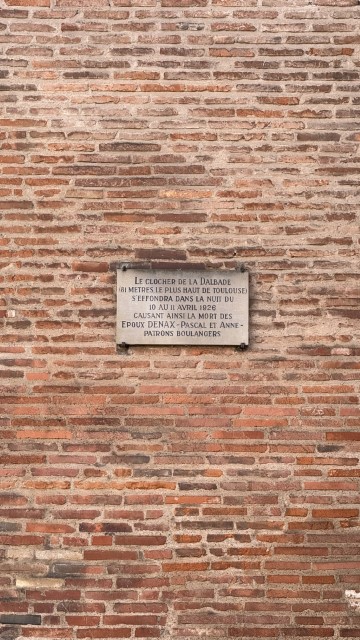 LE CLOCHER DE LA DALBADE
(81 METRES LE PLUS HAUT DE TOULOUSE)
S'EFFONDRA DANS LA NUIT DU
10 AU 11 AVRIL 1926
CAUSANT AINSI LA MORT DES
EPOUX DENAX-PASCAL ET ANNE-
PATRONS BOULANGERS